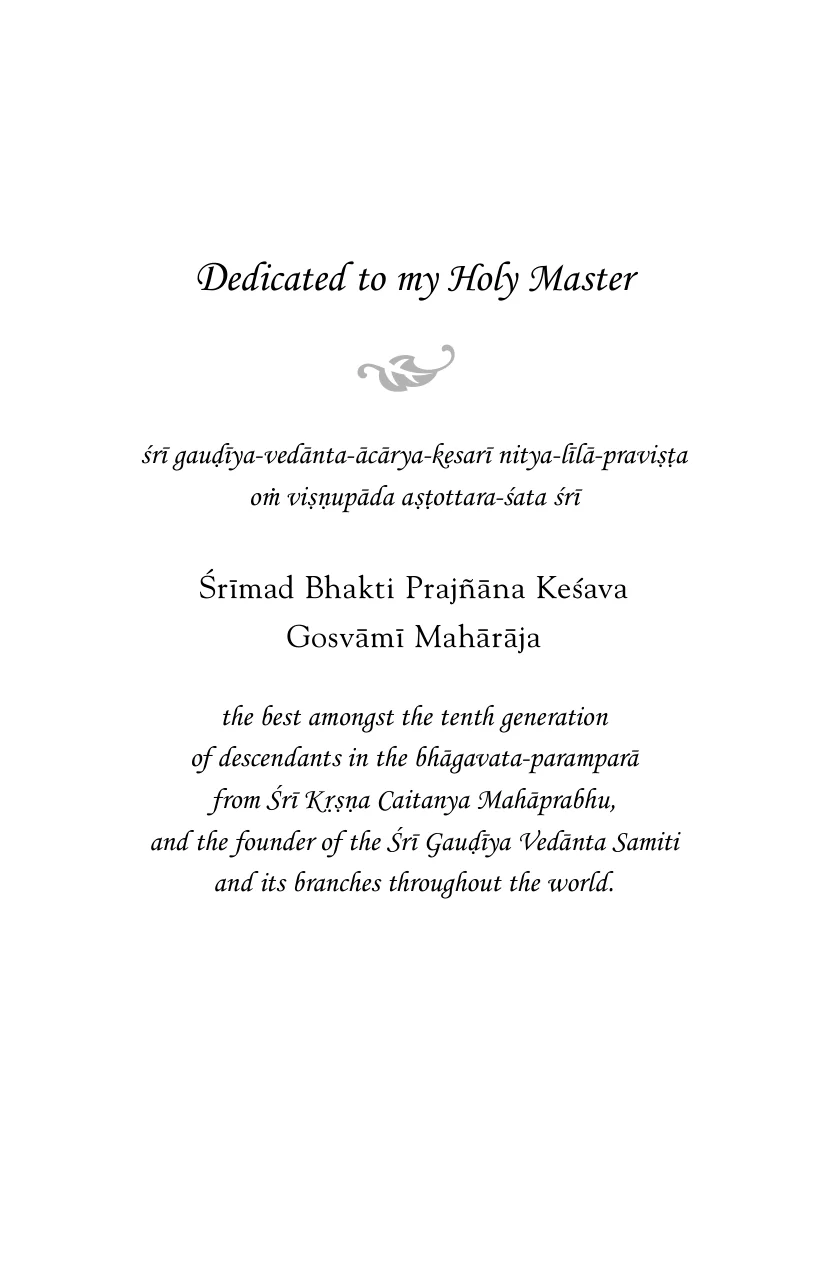 Dedicated to my Holy Master
śrī gauḍīya-vedānta-ācārya-kesarī nitya-līlā-praviṣṭa
oṁ viṣṇupāda aṣṭottara-śata śrī
Śrīmad Bhakti Prajñāna Keśava
Gosvāmī Mahārāja
the best amongst the tenth generation
of descendants in the bhāgavata-paramparā
from Śrī Kṛṣṇa Caitanya Mahāprabhu,
and the founder of the Śrī Gauḍīya Vedānta Samiti
and its branches throughout the world.